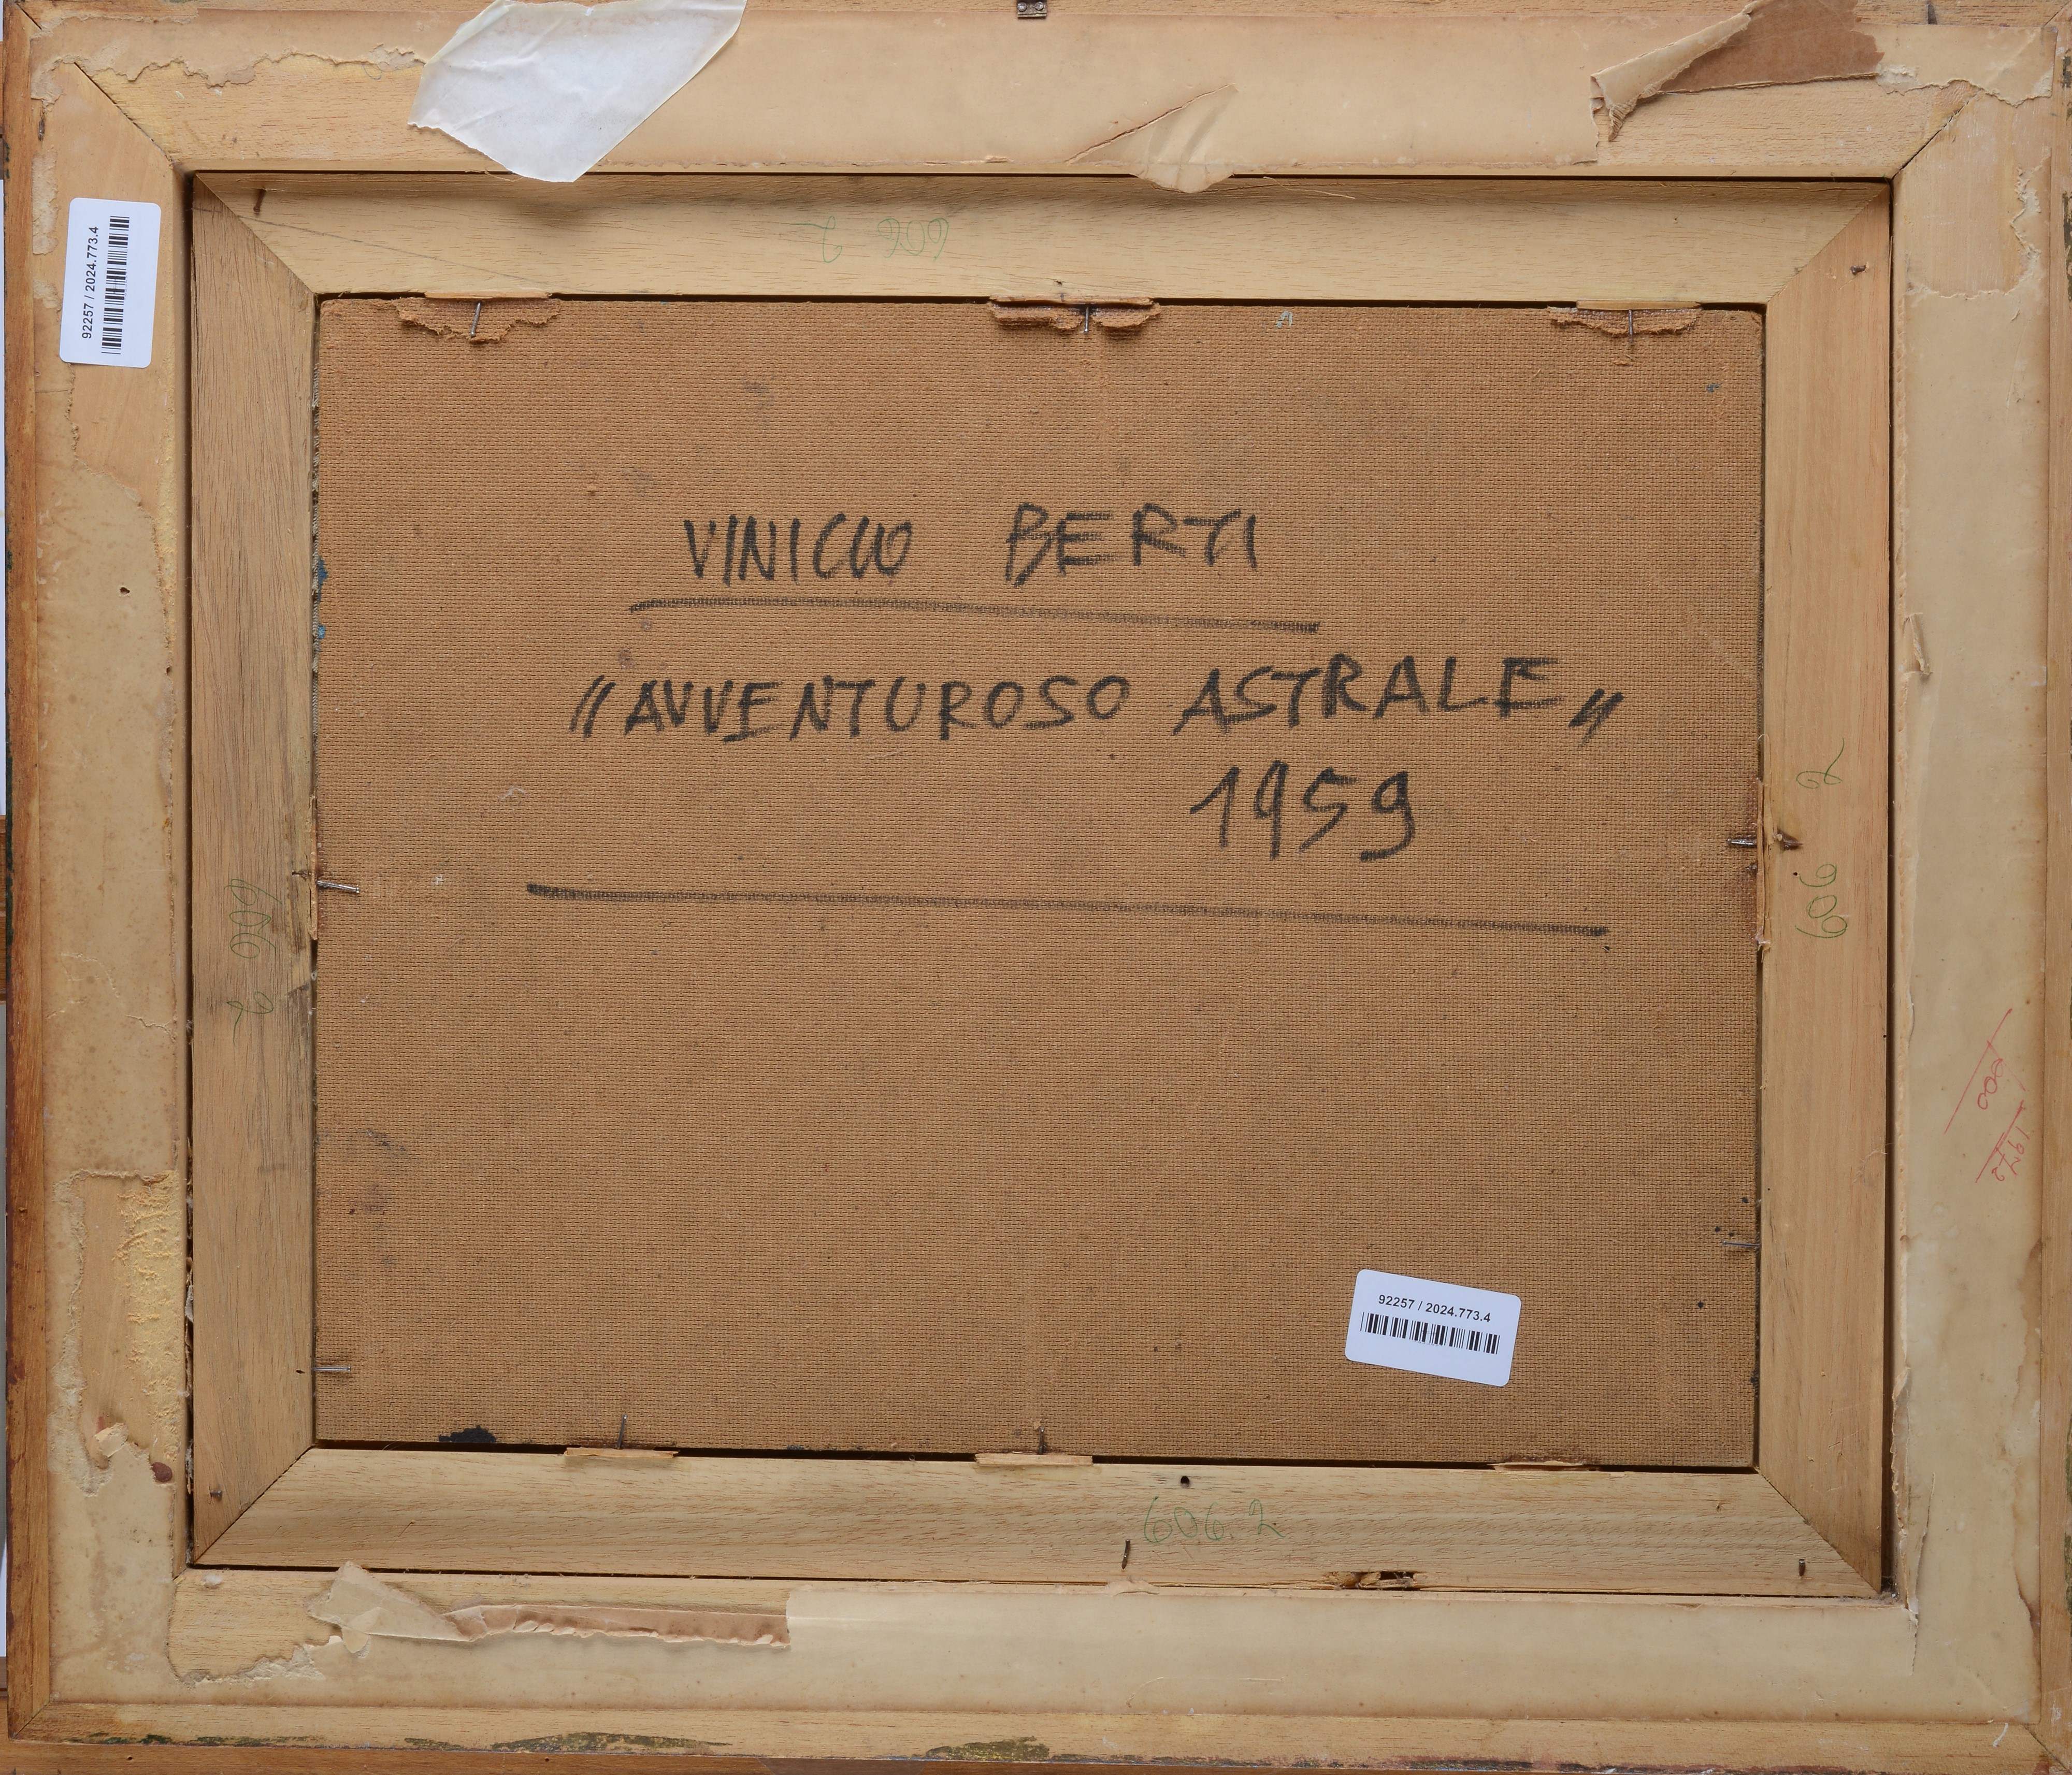 92257 / 2024.773.4
606 2
VINICIO BERTI
"AVVENTUROSO ASTRALE"
1959
606 2
606 2
92257 / 2024.773.4
606.2